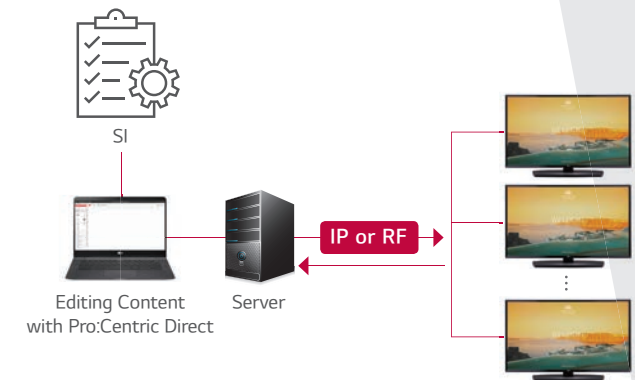 SI
IP or RF
Editing Content
with Pro:Centric Direct
Server